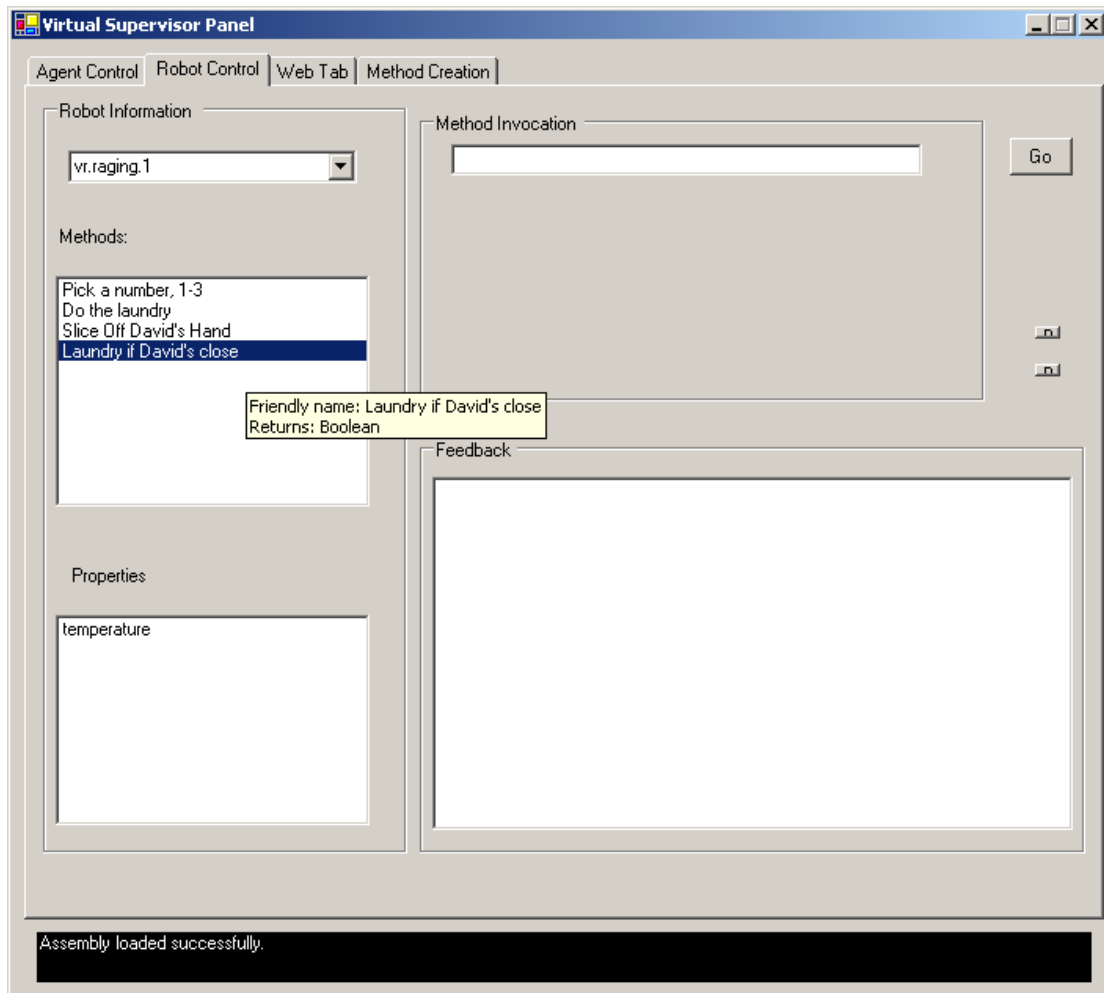 Virtual Supervisor Panel
Agent Control
Robot Control
Web Tab
Method Creation
Robot Information
vr.raging.1
Methods:
Pick a number, 1-3
Do the laundry
Slice Off David's Hand
Laundry if David's close
Friendly name: Laundry if David's close
Returns: Boolean
Properties
temperature
Method Invocation
Go
n
n
Feedback
Assembly loaded successfully.